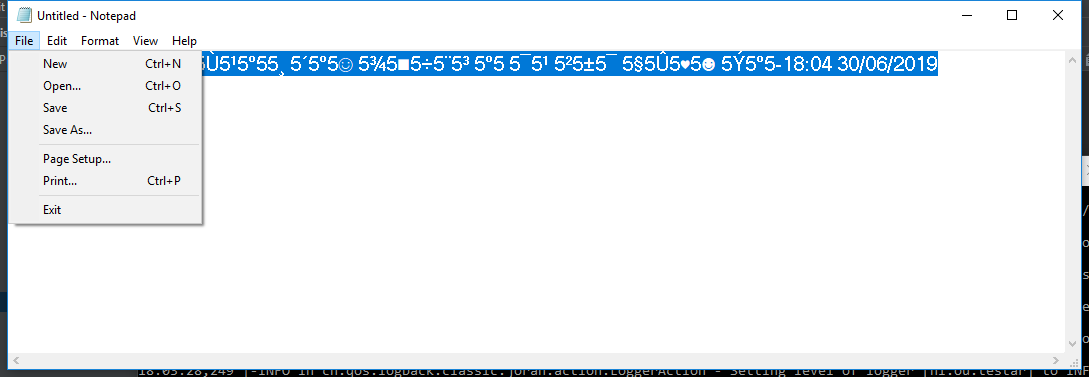 Untitled - Notepad
File Edit Format View Help
New Ctrl+N
Open... Ctrl+O
Save Ctrl+S
Save As...
Page Setup...
Print... Ctrl+P
Exit
5Ù5¹5º55¸ 5´5º5☺ 5¾5■5÷5¨5³ 5º5 5¯5¹ 5²5±5¯ 5§5Û5♥5☻ 5Ý5º5-18:04 30/06/2019
18:03:28,249 |-INFO in ch.qos.logback.classic.joran.action.LoggerAction - Setting level of logger [nl.ou.testar] to INF